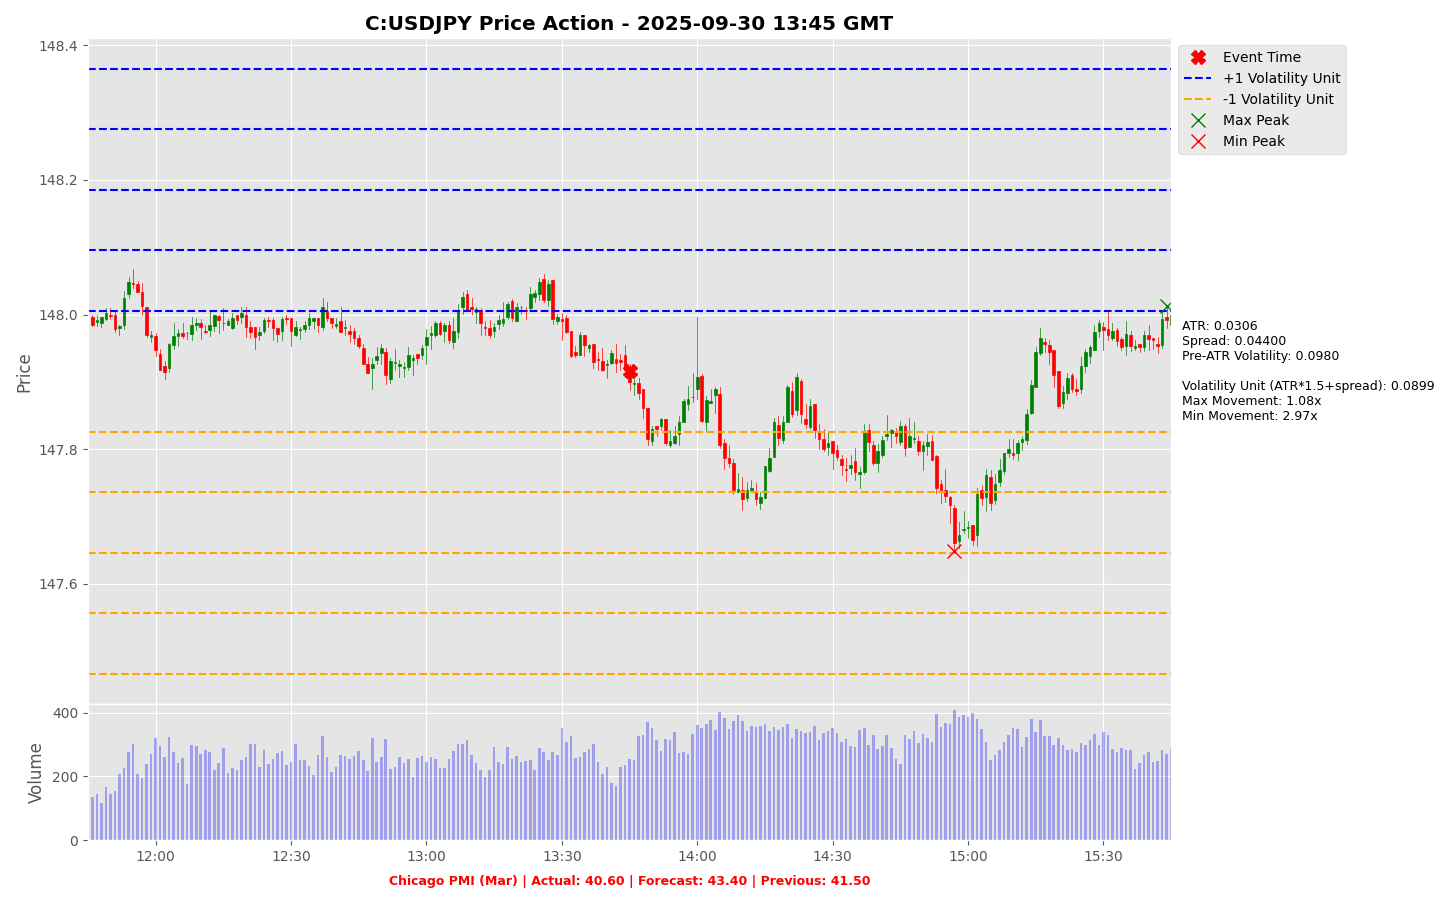 C:USDJPY Price Action - 2025-09-30 13:45 GMT
148.4
148.2
148.0
147.8
147.6
Price
Event Time
+1 Volatility Unit
-1 Volatility Unit
Max Peak
Min Peak
ATR: 0.0306
Spread: 0.04400
Pre-ATR Volatility: 0.0980
Volatility Unit (ATR*1.5+spread): 0.0899
Max Movement: 1.08x
Min Movement: 2.97x
400
200
0
Volume
12:00 12:30 13:00 13:30 14:00 14:30 15:00 15:30
Chicago PMI (Mar) | Actual: 40.60 | Forecast: 43.40 | Previous: 41.50